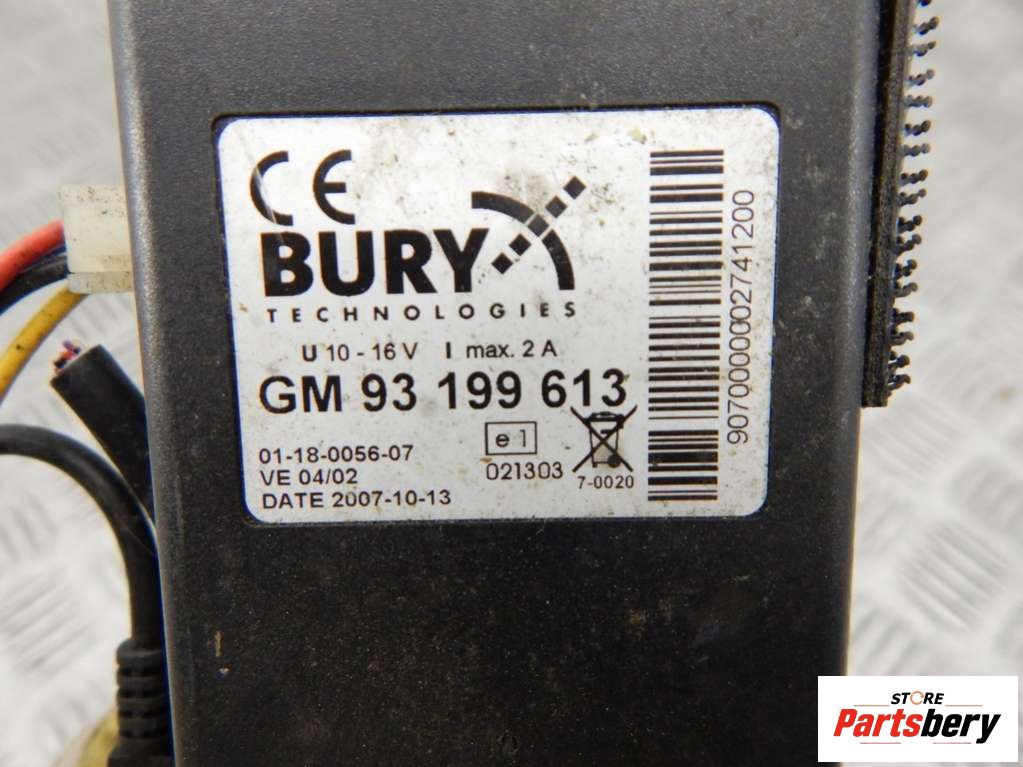 CE
BURY
TECHNOLOGIES
U 10 - 16 V I max. 2 A
GM 93 199 613
01-18-0056-07
VE 04/02
DATE 2007-10-13
e1
021303
7-0020
9070000002741200
STORE
Partsbery